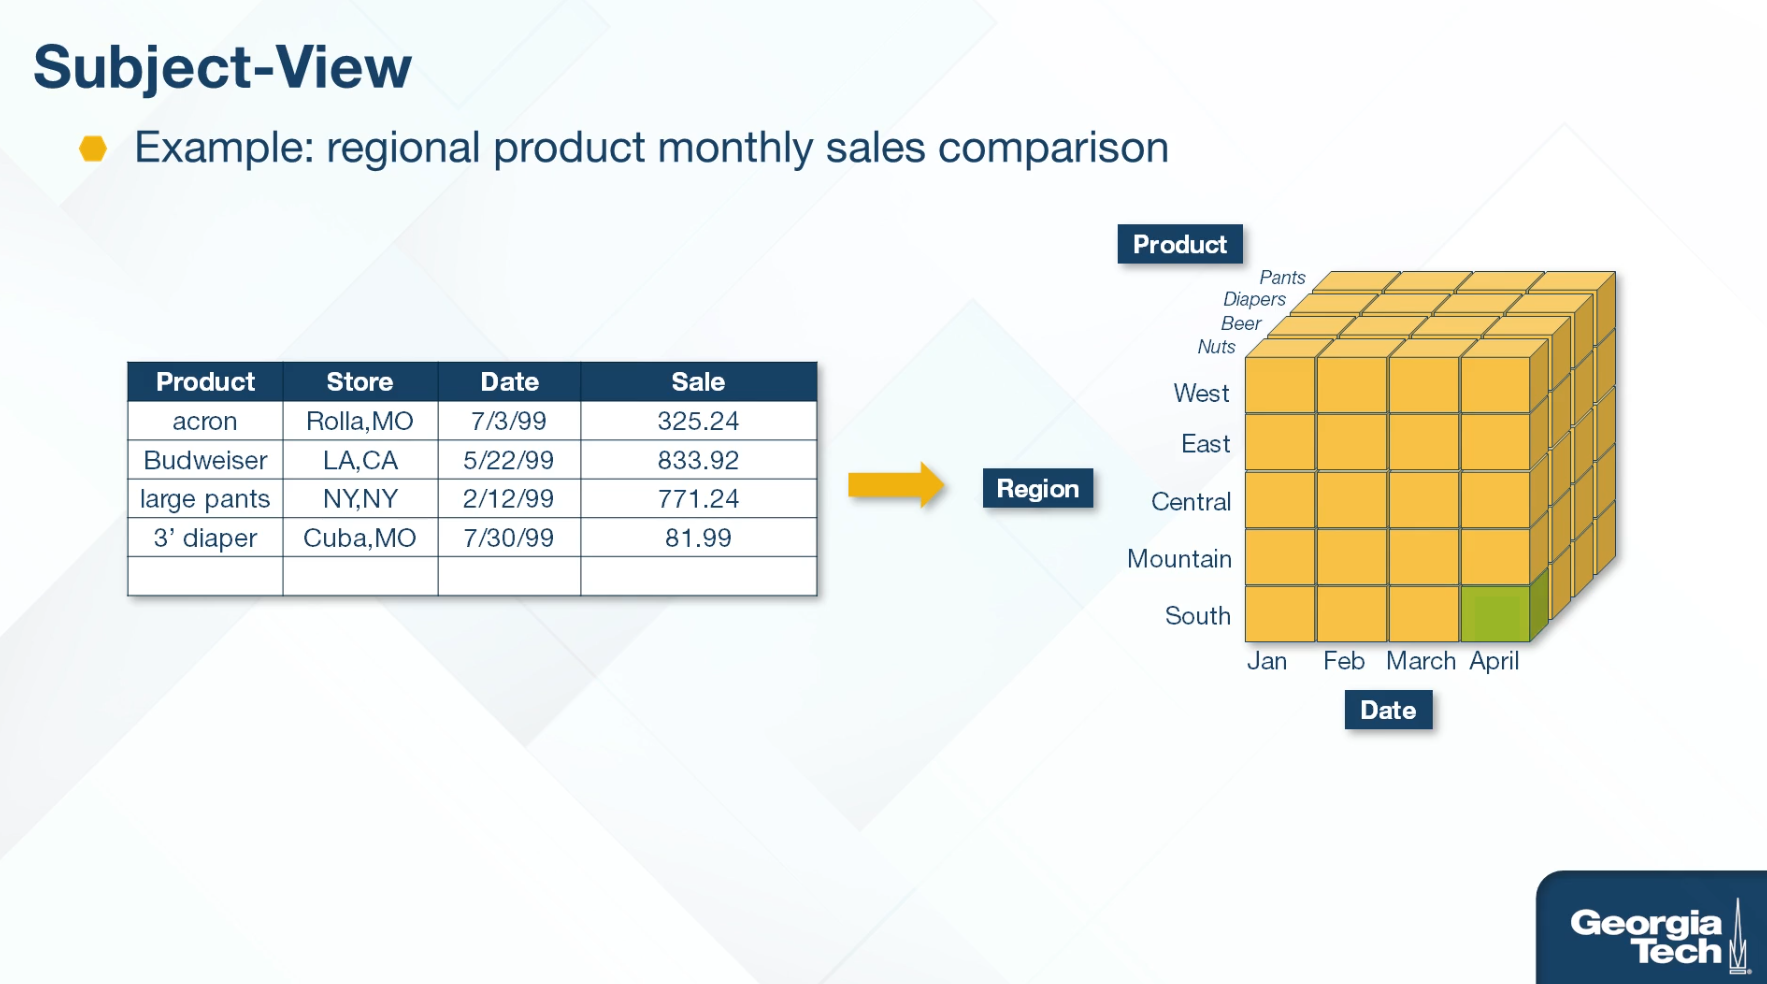 Subject-View
Example: regional product monthly sales comparison
Product Store Date Sale
acron Rolla,MO 7/3/99 325.24
Budweiser LA,CA 5/22/99 833.92
large pants NY,NY 2/12/99 771.24
3’ diaper Cuba,MO 7/30/99 81.99
Product
Pants
Diapers
Beer
Nuts
Region
West
East
Central
Mountain
South
Jan Feb March April
Date
Georgia
Tech